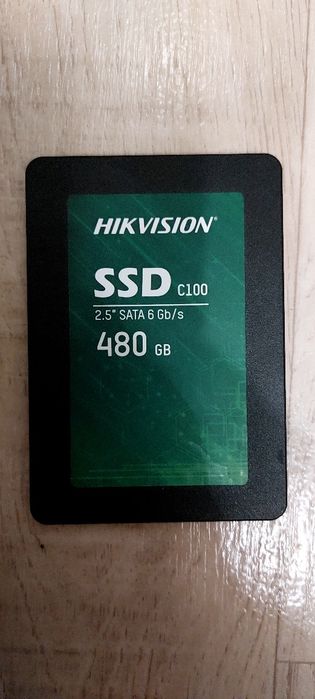 HIKVISION®
SSD C100
2.5" SATA 6 Gb/s
480 GB